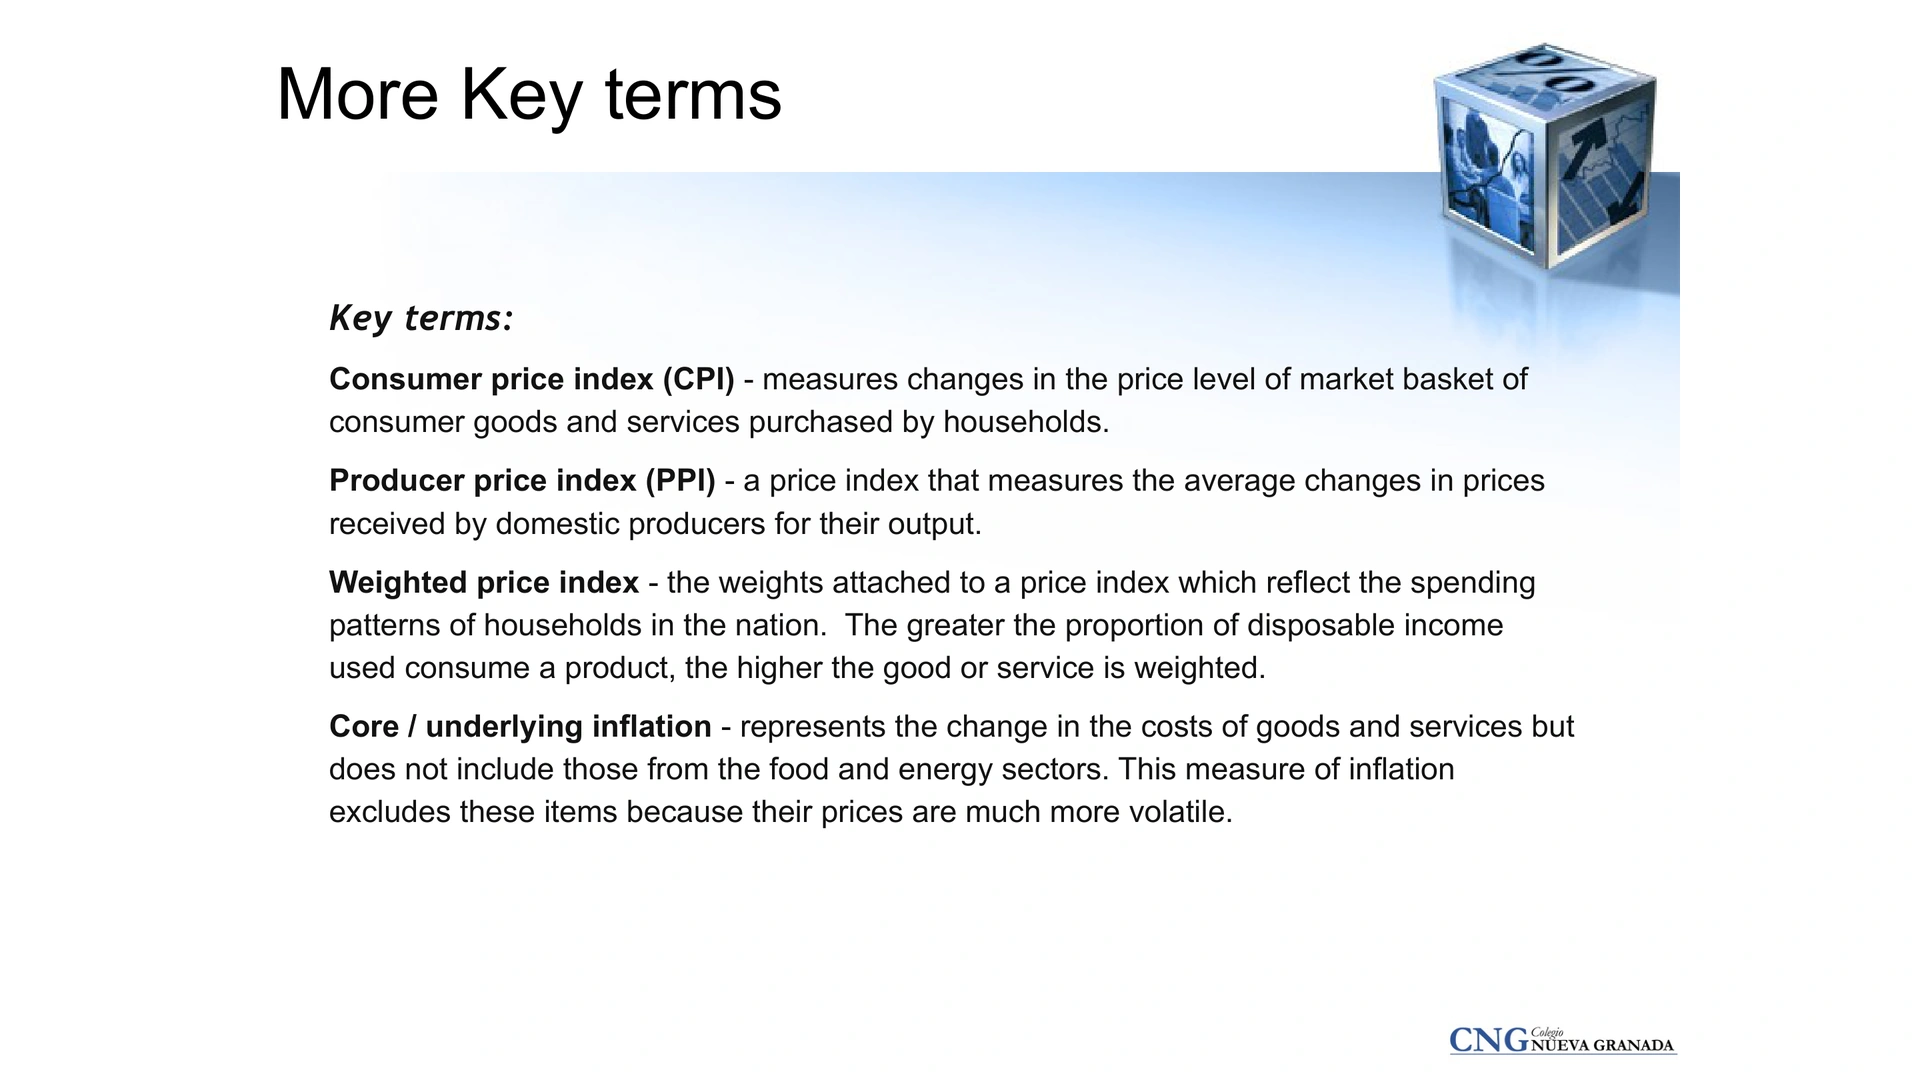 More Key terms
%
Key terms:
Consumer price index (CPI) - measures changes in the price level of market basket of
consumer goods and services purchased by households.
Producer price index (PPI) - a price index that measures the average changes in prices
received by domestic producers for their output.
Weighted price index - the weights attached to a price index which reflect the spending
patterns of households in the nation.  The greater the proportion of disposable income
used consume a product, the higher the good or service is weighted.
Core / underlying inflation - represents the change in the costs of goods and services but
does not include those from the food and energy sectors. This measure of inflation
excludes these items because their prices are much more volatile.
CNG Colegio
NUEVA GRANADA